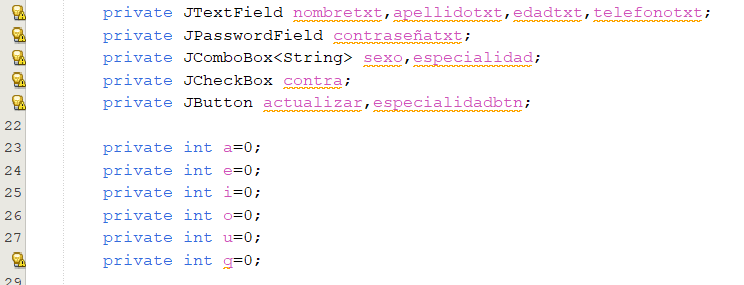 private JTextField nombretxt,apellidotxt,edadtxt,telefonotxt;
private JPasswordField contraseñatxt;
private JComboBox<String> sexo,especialidad;
private JCheckBox contra;
private JButton actualizar,especialidadbtn;
22
23 private int a=0;
24 private int e=0;
25 private int i=0;
26 private int o=0;
27 private int u=0;
private int g=0;
29